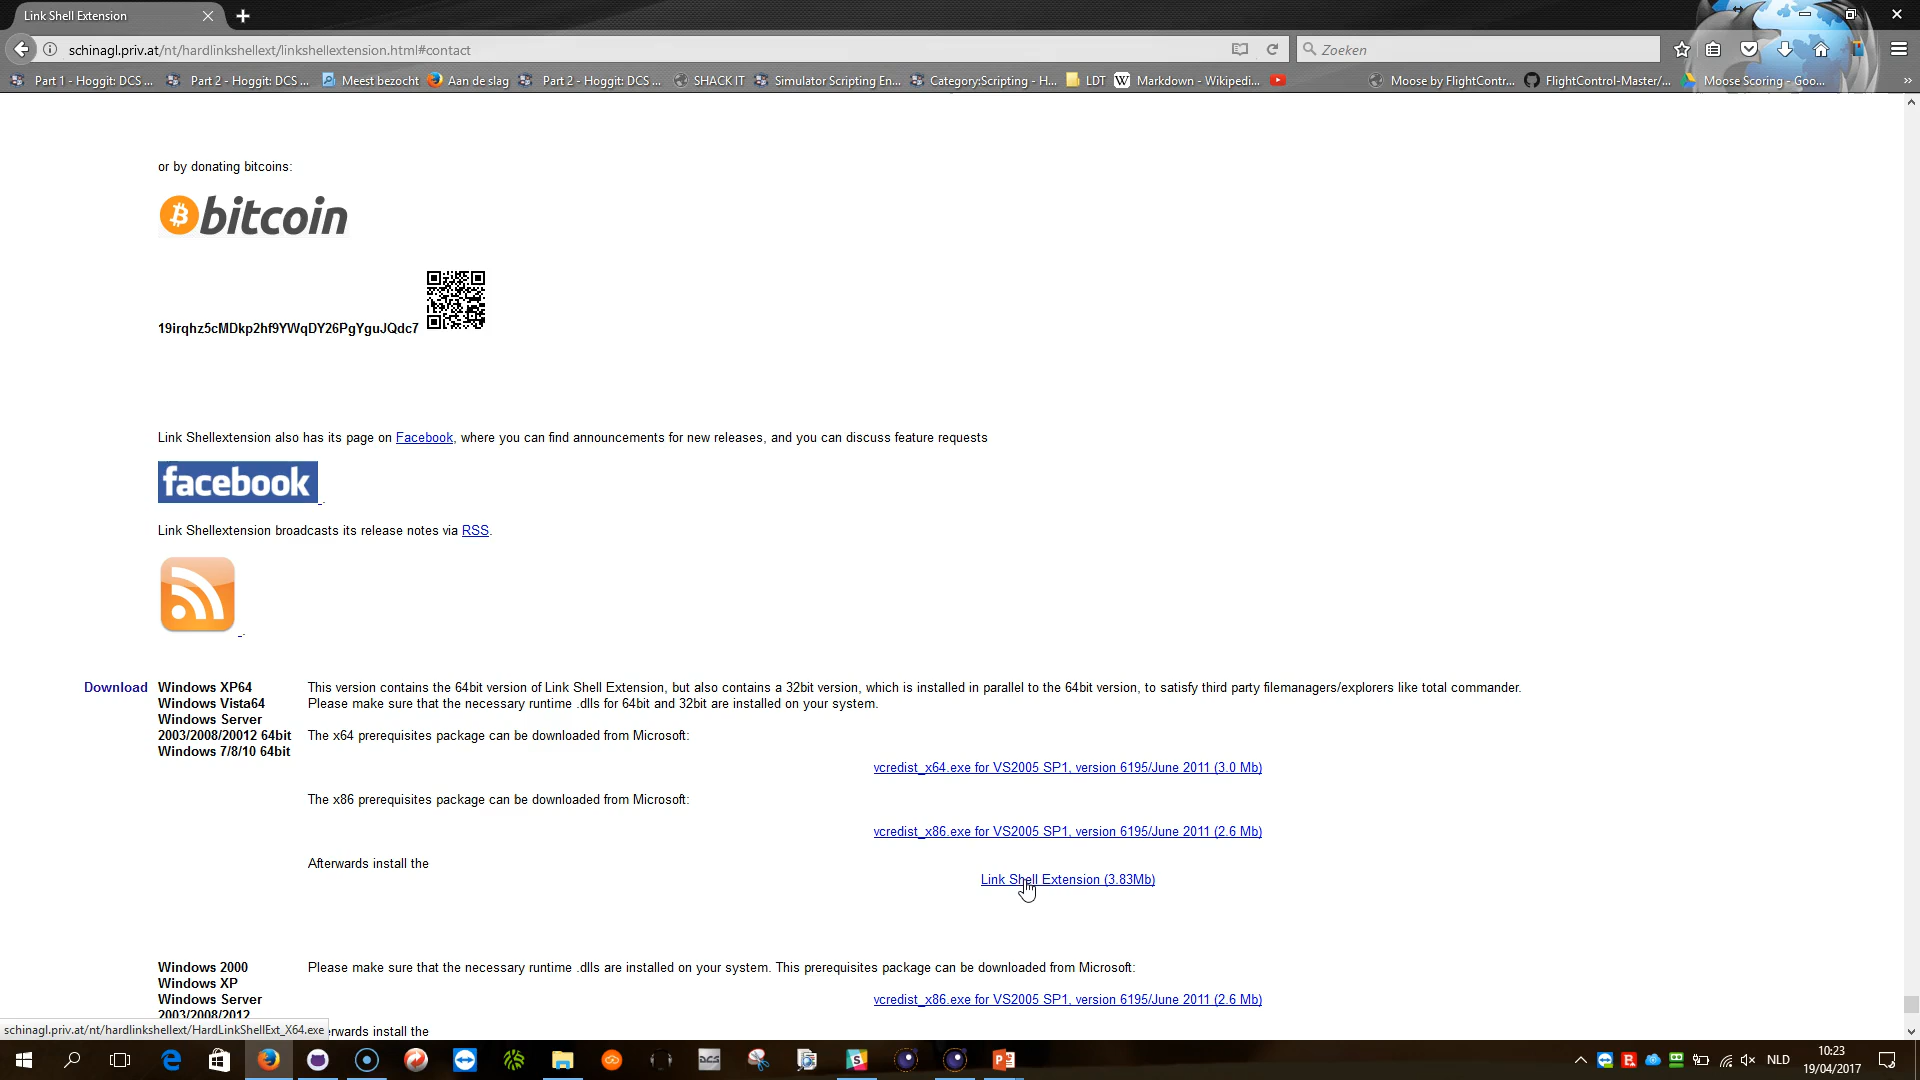 Link Shell Extension
schinagl.priv.at/nt/hardlinkshellext/linkshellextension.html#contact
Zoeken
Part 1 - Hoggit: DCS ...
Part 2 - Hoggit: DCS ...
Meest bezocht
Aan de slag
Part 2 - Hoggit: DCS ...
SHACK IT
Simulator Scripting En...
Category:Scripting - H...
LDT
Markdown - Wikipedi...
Moose by FlightContr...
FlightControl-Master/...
Moose Scoring - Goo...
or by donating bitcoins:
bitcoin
19irqhz5cMDkp2hf9YWqDY26PgYguJQdc7
Link Shellextension also has its page on Facebook, where you can find announcements for new releases, and you can discuss feature requests
facebook
Link Shellextension broadcasts its release notes via RSS.
Download
Windows XP64
Windows Vista64
Windows Server
2003/2008/20012 64bit
Windows 7/8/10 64bit
This version contains the 64bit version of Link Shell Extension, but also contains a 32bit version, which is installed in parallel to the 64bit version, to satisfy third party filemanagers/explorers like total commander.
Please make sure that the necessary runtime .dlls for 64bit and 32bit are installed on your system.
The x64 prerequisites package can be downloaded from Microsoft:
vcredist_x64.exe for VS2005 SP1, version 6195/June 2011 (3.0 Mb)
The x86 prerequisites package can be downloaded from Microsoft:
vcredist_x86.exe for VS2005 SP1, version 6195/June 2011 (2.6 Mb)
Afterwards install the
Link Shell Extension (3.83Mb)
Windows 2000
Windows XP
Windows Server
2003/2008/2012
Please make sure that the necessary runtime .dlls are installed on your system. This prerequisites package can be downloaded from Microsoft:
vcredist_x86.exe for VS2005 SP1, version 6195/June 2011 (2.6 Mb)
erwards install the
schinagl.priv.at/nt/hardlinkshellext/HardLinkShellExt_X64.exe
DCS
NLD
10:23
19/04/2017